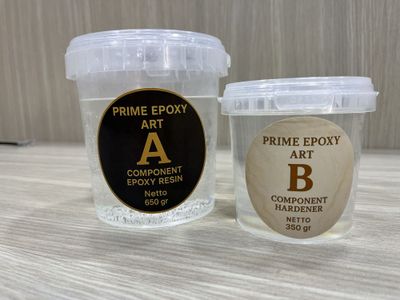 PRIME EPOXY
ART
A
COMPONENT
EPOXY RESIN
Netto
650 gr
PRIME EPOXY
ART
B
COMPONENT
HARDENER
NETTO
350 gr